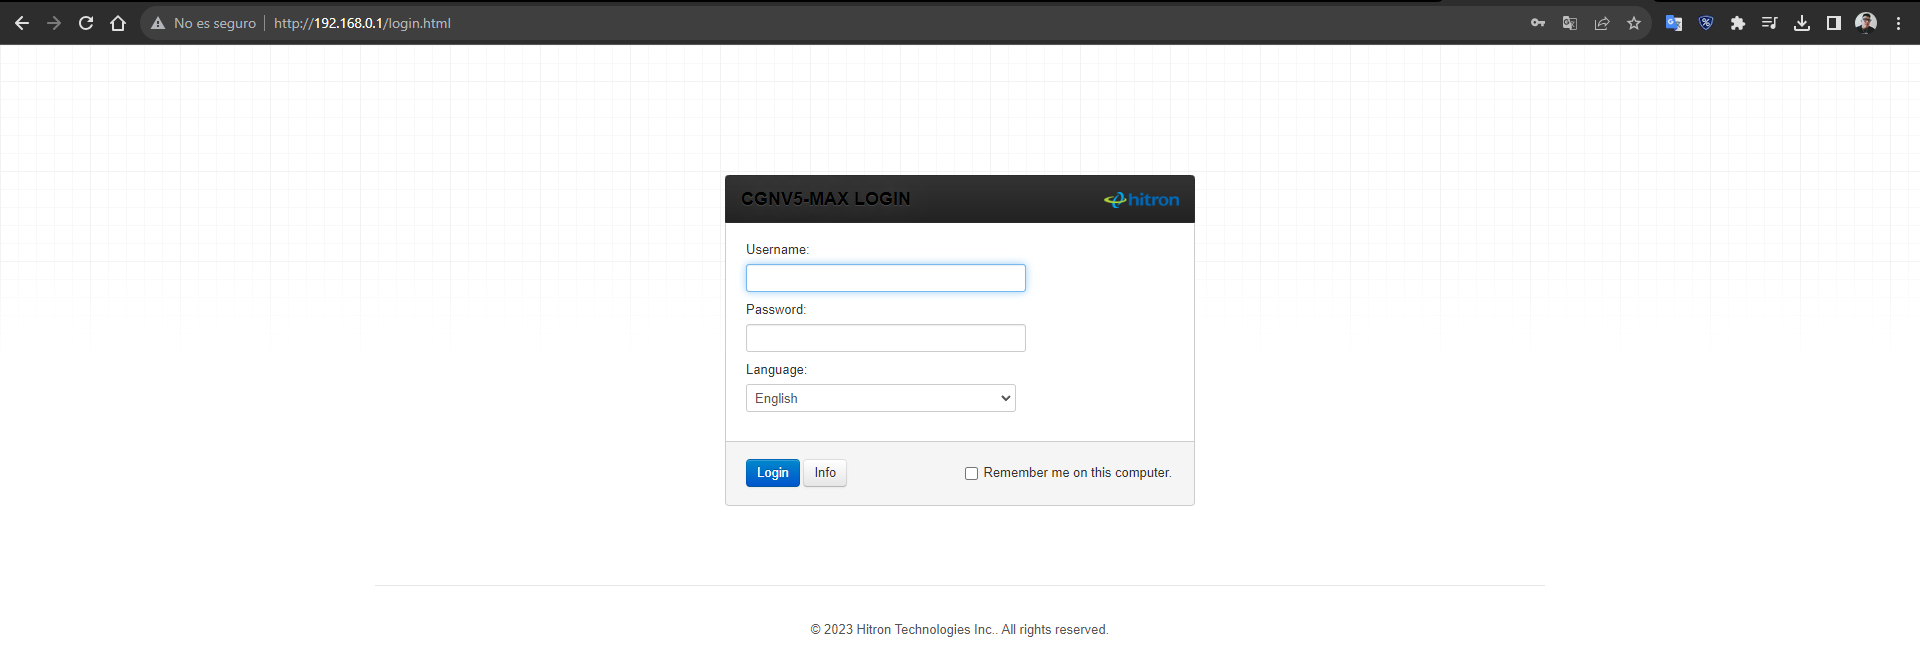 No es seguro http://192.168.0.1/login.html
CGNV5-MAX LOGIN hitron
Username:
Password:
Language:
English
Login Info Remember me on this computer.
© 2023 Hitron Technologies Inc.. All rights reserved.